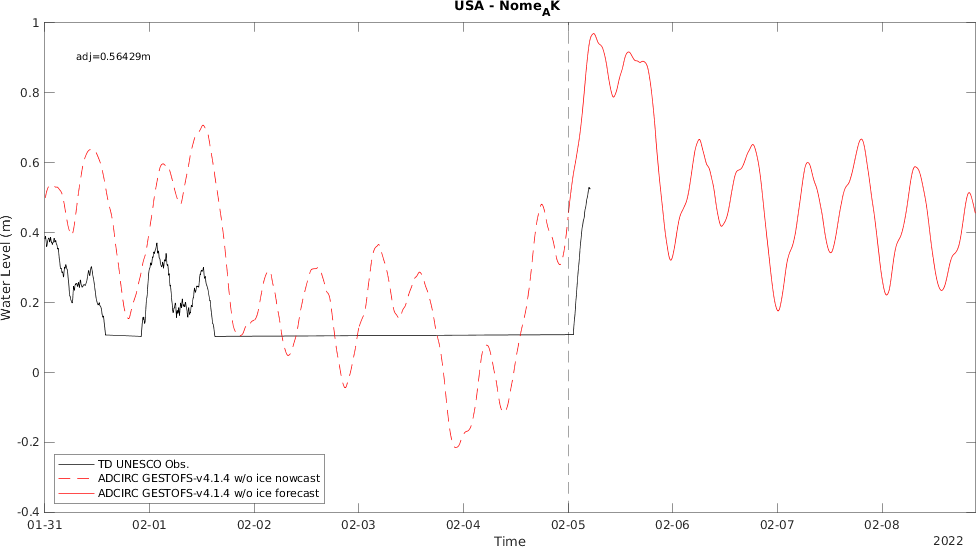 USA - Nome_AK
adj=0.56429m
1
0.8
0.6
0.4
0.2
0
-0.2
-0.4
Water Level (m)
TD UNESCO Obs.
ADCIRC GESTOFS-v4.1.4 w/o ice nowcast
ADCIRC GESTOFS-v4.1.4 w/o ice forecast
01-31 02-01 02-02 02-03 02-04 02-05 02-06 02-07 02-08
Time
2022